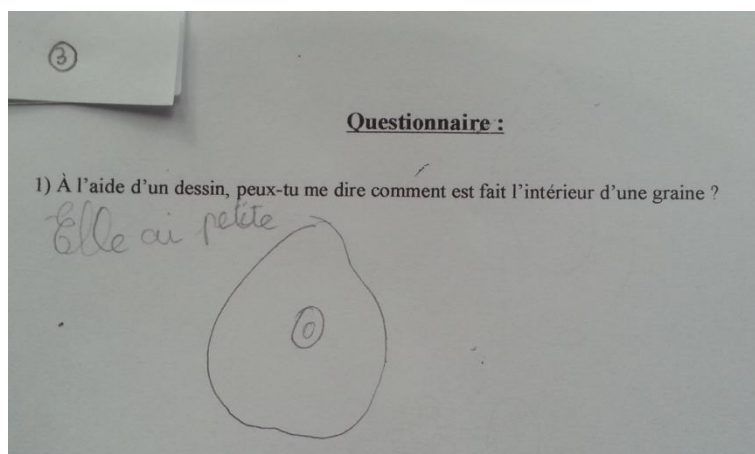 3
Questionnaire :
1) À l'aide d'un dessin, peux-tu me dire comment est fait l'intérieur d'une graine ?
Elle ai petite